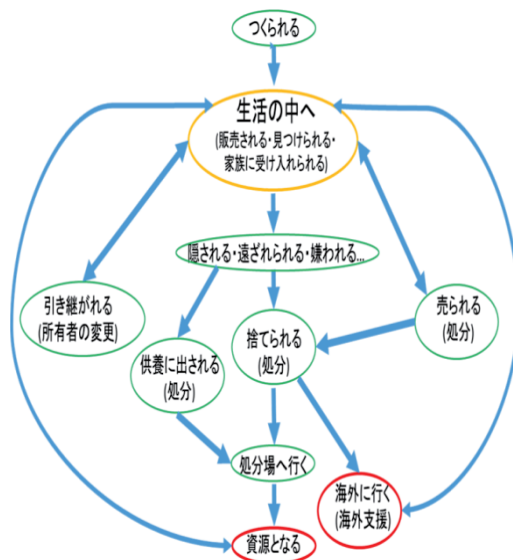 つくられる
生活の中へ
(販売される・見つけられる・
家族に受け入れられる)
隠される・遠ざれられる・嫌われる...
引き継がれる
(所有者の変更)
供養に出される
(処分)
捨てられる
(処分)
売られる
(処分)
処分場へ行く
海外に行く
(海外支援)
資源となる